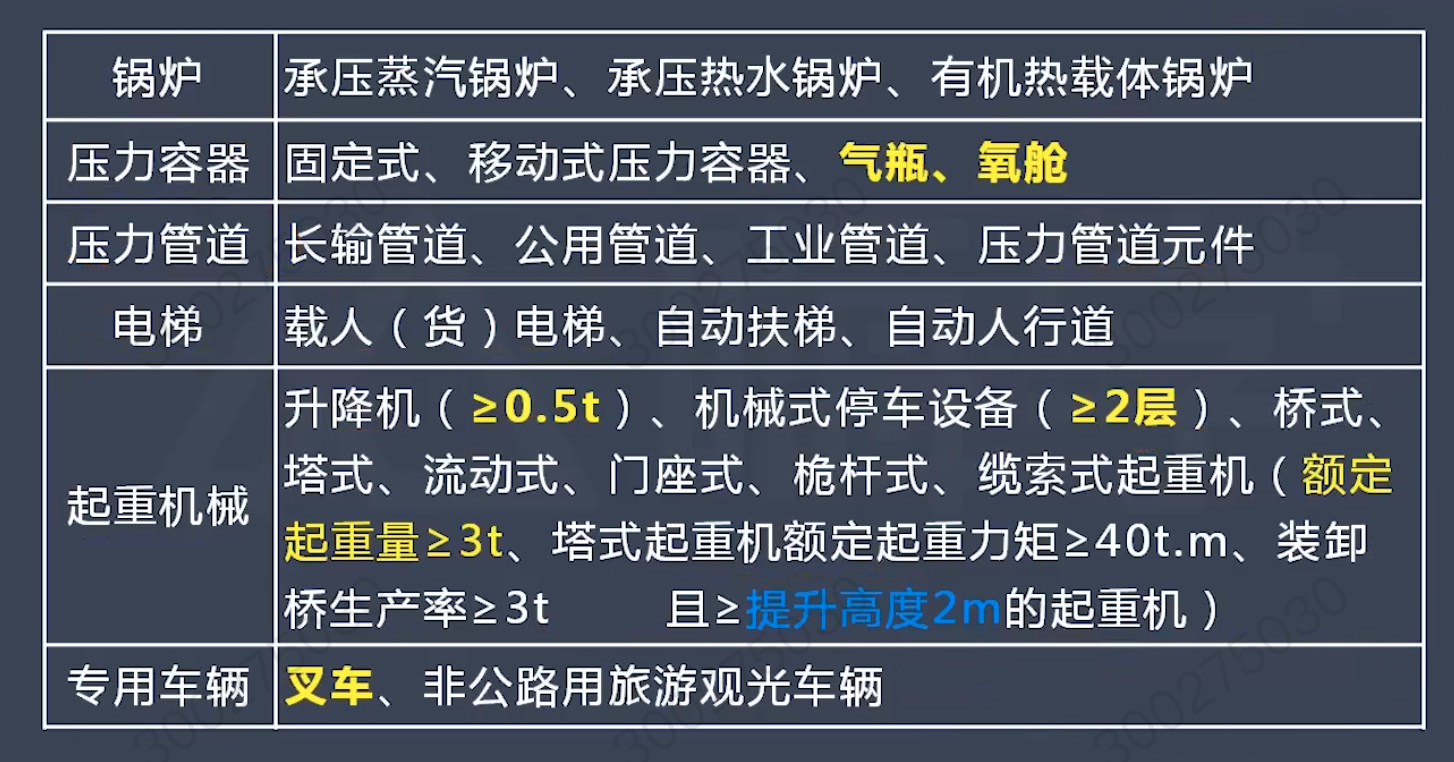 锅炉
承压蒸汽锅炉、承压热水锅炉、有机热载体锅炉
压力容器
固定式、移动式压力容器、气瓶、氧舱
压力管道
长输管道、公用管道、工业管道、压力管道元件
电梯
载人（货）电梯、自动扶梯、自动人行道
起重机械
升降机（≥0.5t）、机械式停车设备（≥2层）、桥式、
塔式、流动式、门座式、桅杆式、缆索式起重机（额定
起重量≥3t、塔式起重机额定起重力矩≥40t.m、装卸
桥生产率≥3t 且≥提升高度2m的起重机）
专用车辆
叉车、非公路用旅游观光车辆
300275030
300275030
300275030
300275030
300275030
300275030